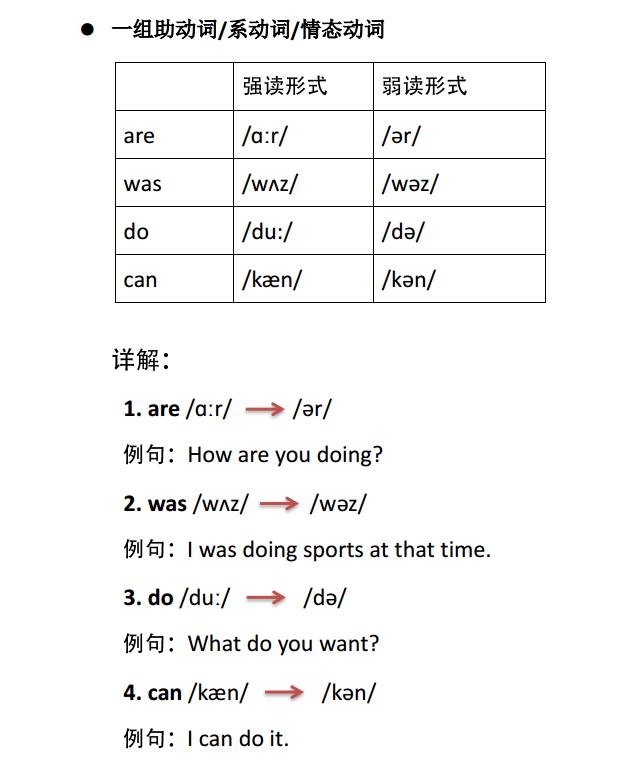 ● 一组助动词/系动词/情态动词
强读形式 弱读形式
are /ɑːr/ /ər/
was /wʌz/ /wəz/
do /duː/ /də/
can /kæn/ /kən/
详解：
1. are /ɑːr/ → /ər/
例句：How are you doing?
2. was /wʌz/ → /wəz/
例句：I was doing sports at that time.
3. do /duː/ → /də/
例句：What do you want?
4. can /kæn/ → /kən/
例句：I can do it.